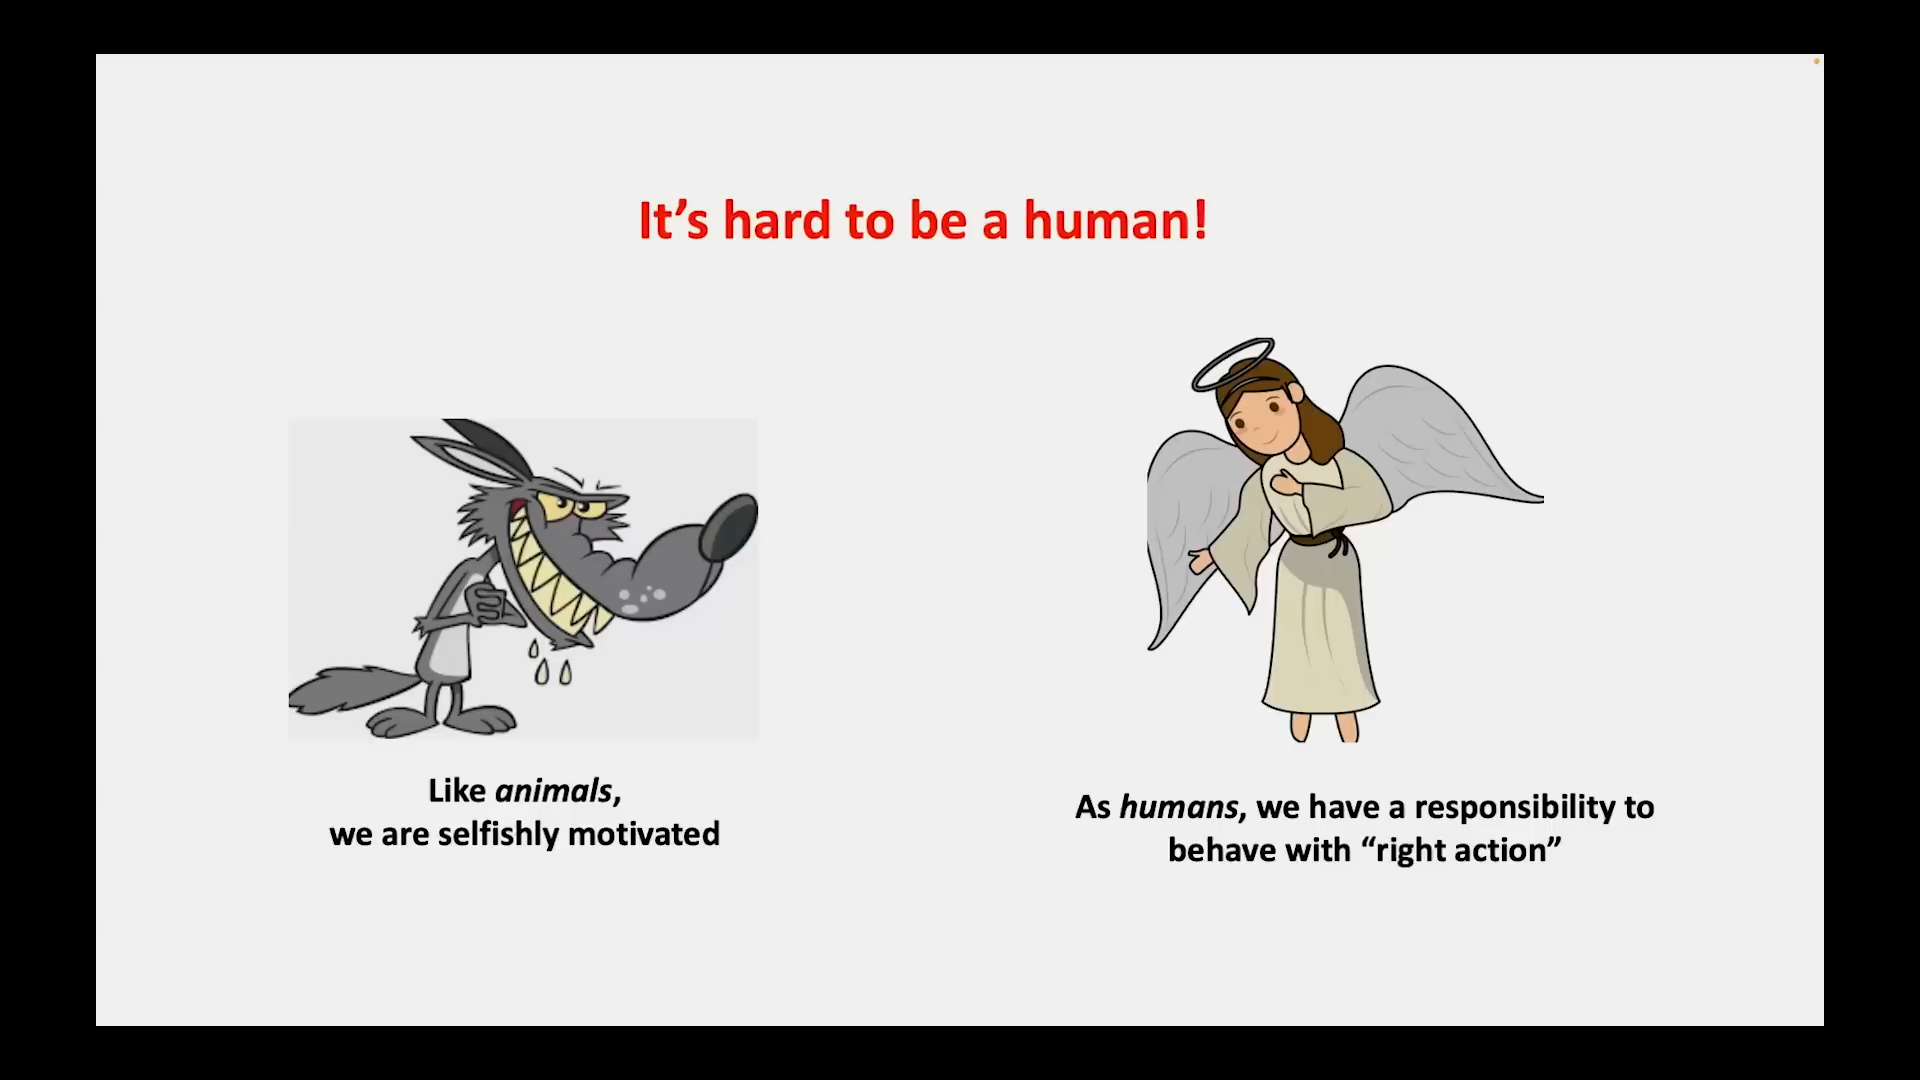 It’s hard to be a human!
Like animals,
we are selfishly motivated
As humans, we have a responsibility to
behave with “right action”